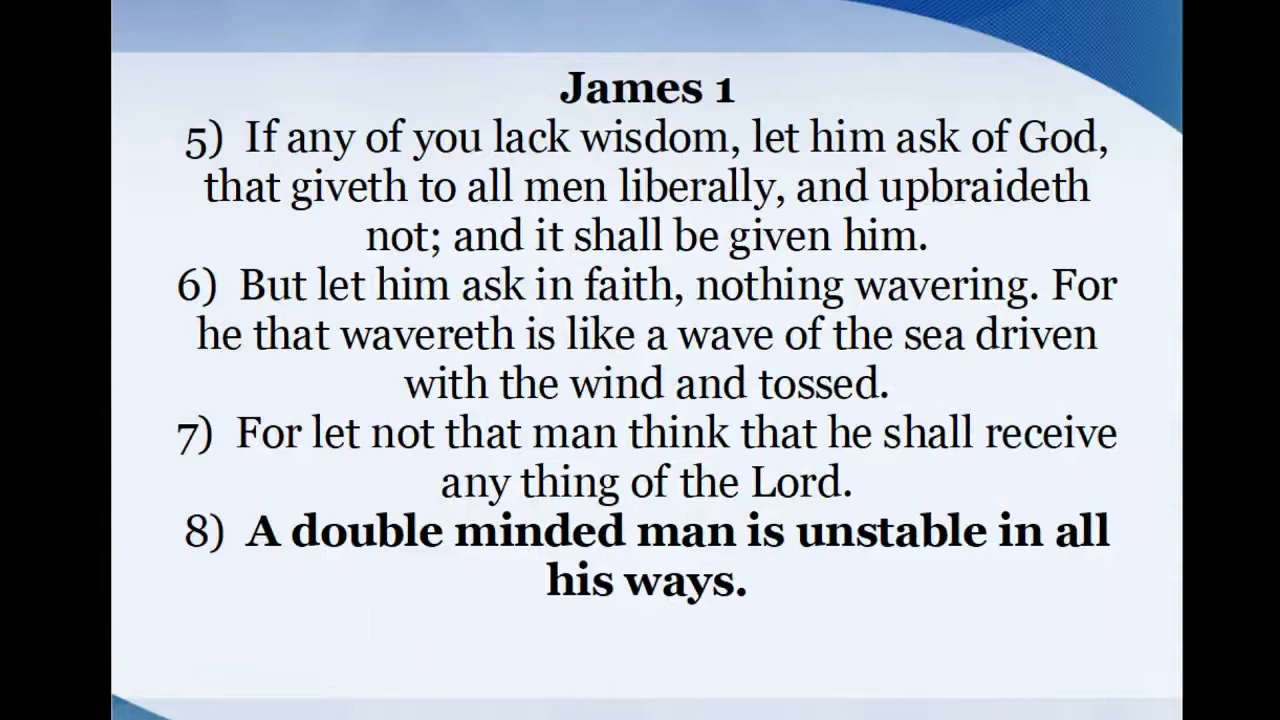 James 1
5)  If any of you lack wisdom, let him ask of God,
that giveth to all men liberally, and upbraideth
not; and it shall be given him.
6)  But let him ask in faith, nothing wavering. For
he that wavereth is like a wave of the sea driven
with the wind and tossed.
7)  For let not that man think that he shall receive
any thing of the Lord.
8)  A double minded man is unstable in all
his ways.